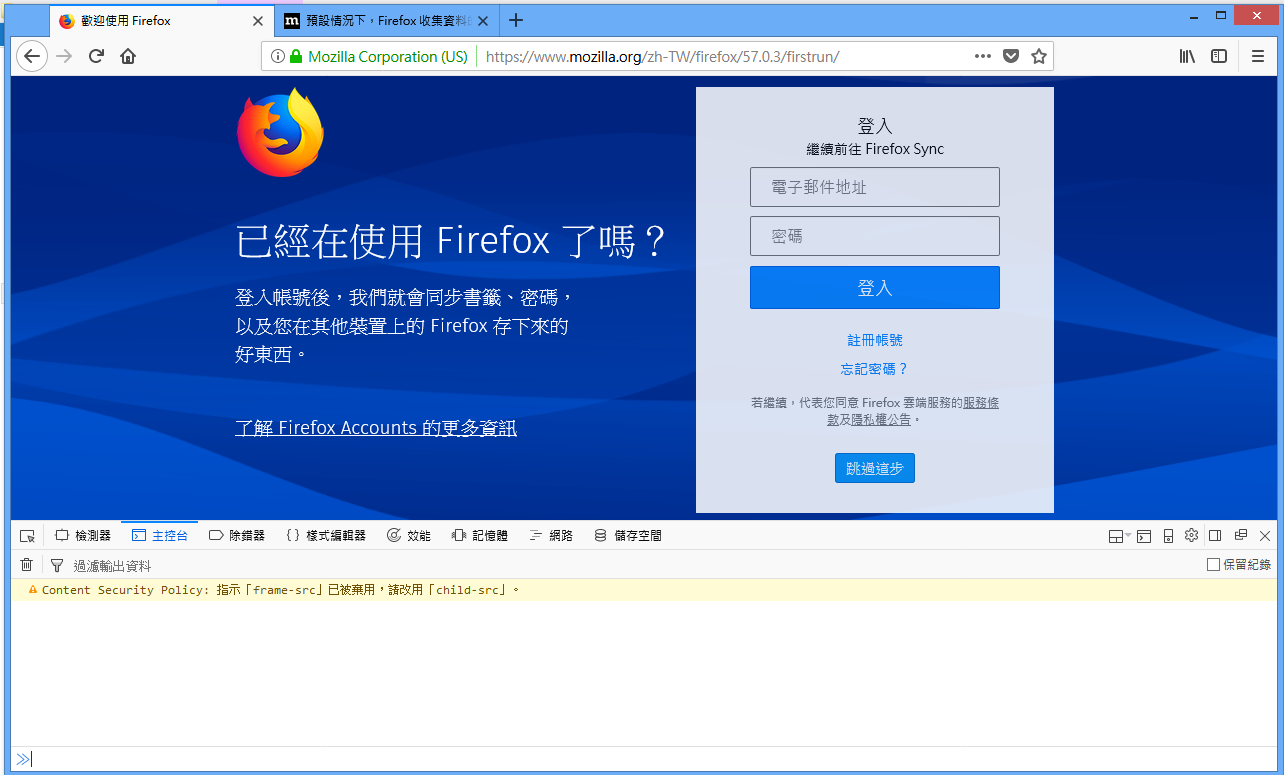 歡迎使用 Firefox
預設情況下，Firefox 收集資料
Mozilla Corporation (US)
https://www.mozilla.org/zh-TW/firefox/57.0.3/firstrun/
已經在使用 Firefox 了嗎？
登入帳號後，我們就會同步書籤、密碼，
以及您在其他裝置上的 Firefox 存下來的
好東西。
了解 Firefox Accounts 的更多資訊
登入
繼續前往 Firefox Sync
電子郵件地址
密碼
登入
註冊帳號
忘記密碼？
若繼續，代表您同意 Firefox 雲端服務的服務條
款及隱私權公告。
跳過這步
檢測器 主控台 除錯器 樣式編輯器 效能 記憶體 網路 儲存空間
過濾輸出資料
保留紀錄
Content Security Policy: 指示「frame-src」已被棄用，請改用「child-src」。